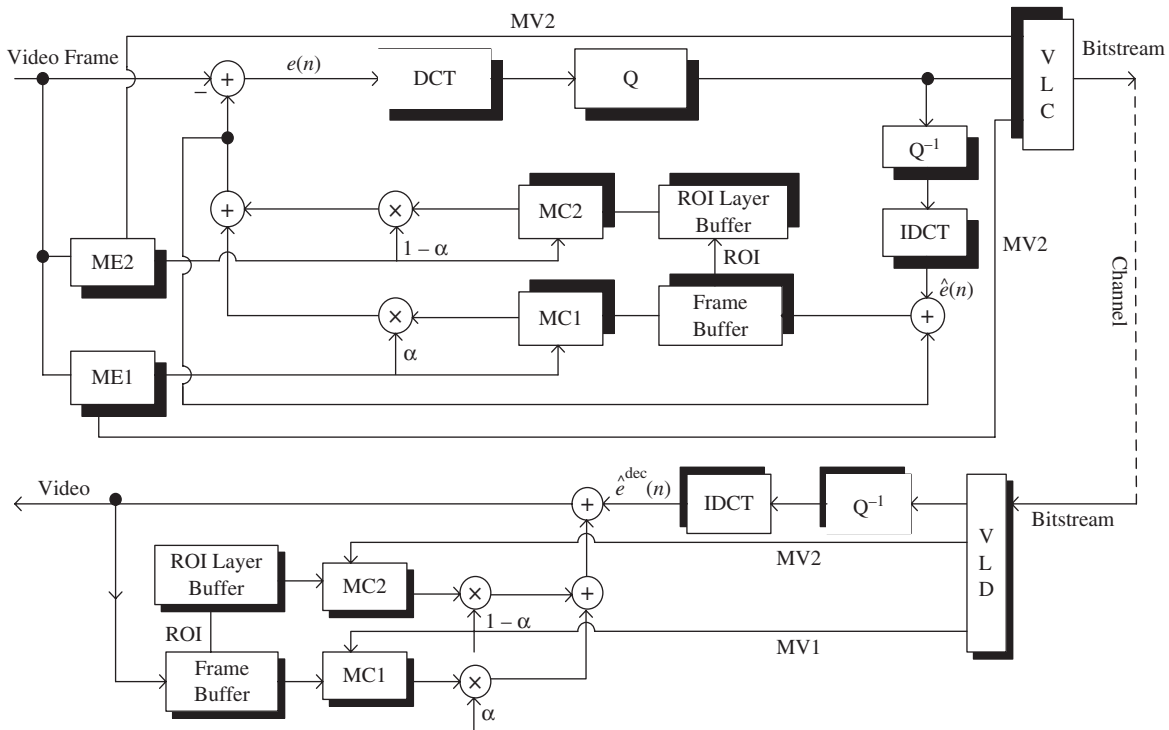 MV2
Video Frame
Bitstream
e(n)
+
−
DCT
Q
V
L
C
Q⁻¹
+
×
MC2
ROI Layer
Buffer
IDCT
MV2
ME2
1 − α
ROI
ê(n)
Channel
×
MC1
Frame
Buffer
+
α
ME1
Video
ê^dec(n)
+
IDCT
Q⁻¹
V
L
D
Bitstream
MV2
ROI Layer
Buffer
MC2
×
+
1 − α
ROI
MV1
Frame
Buffer
MC1
×
α